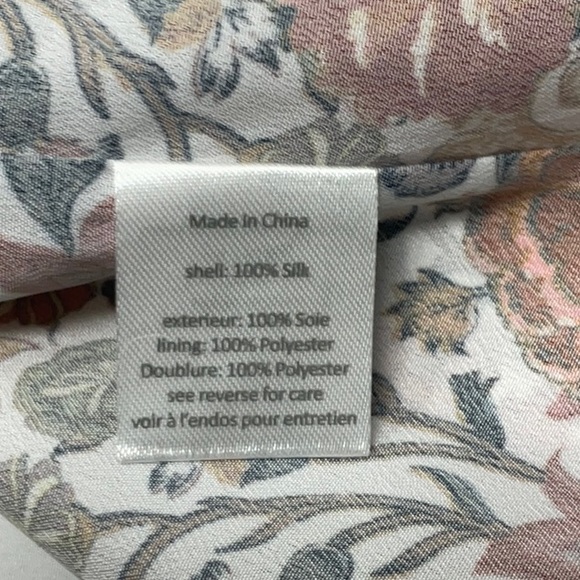 Made In China
shell: 100% Silk
exterieur: 100% Soie
lining: 100% Polyester
Doublure: 100% Polyester
see reverse for care
voir à l'endos pour entretien